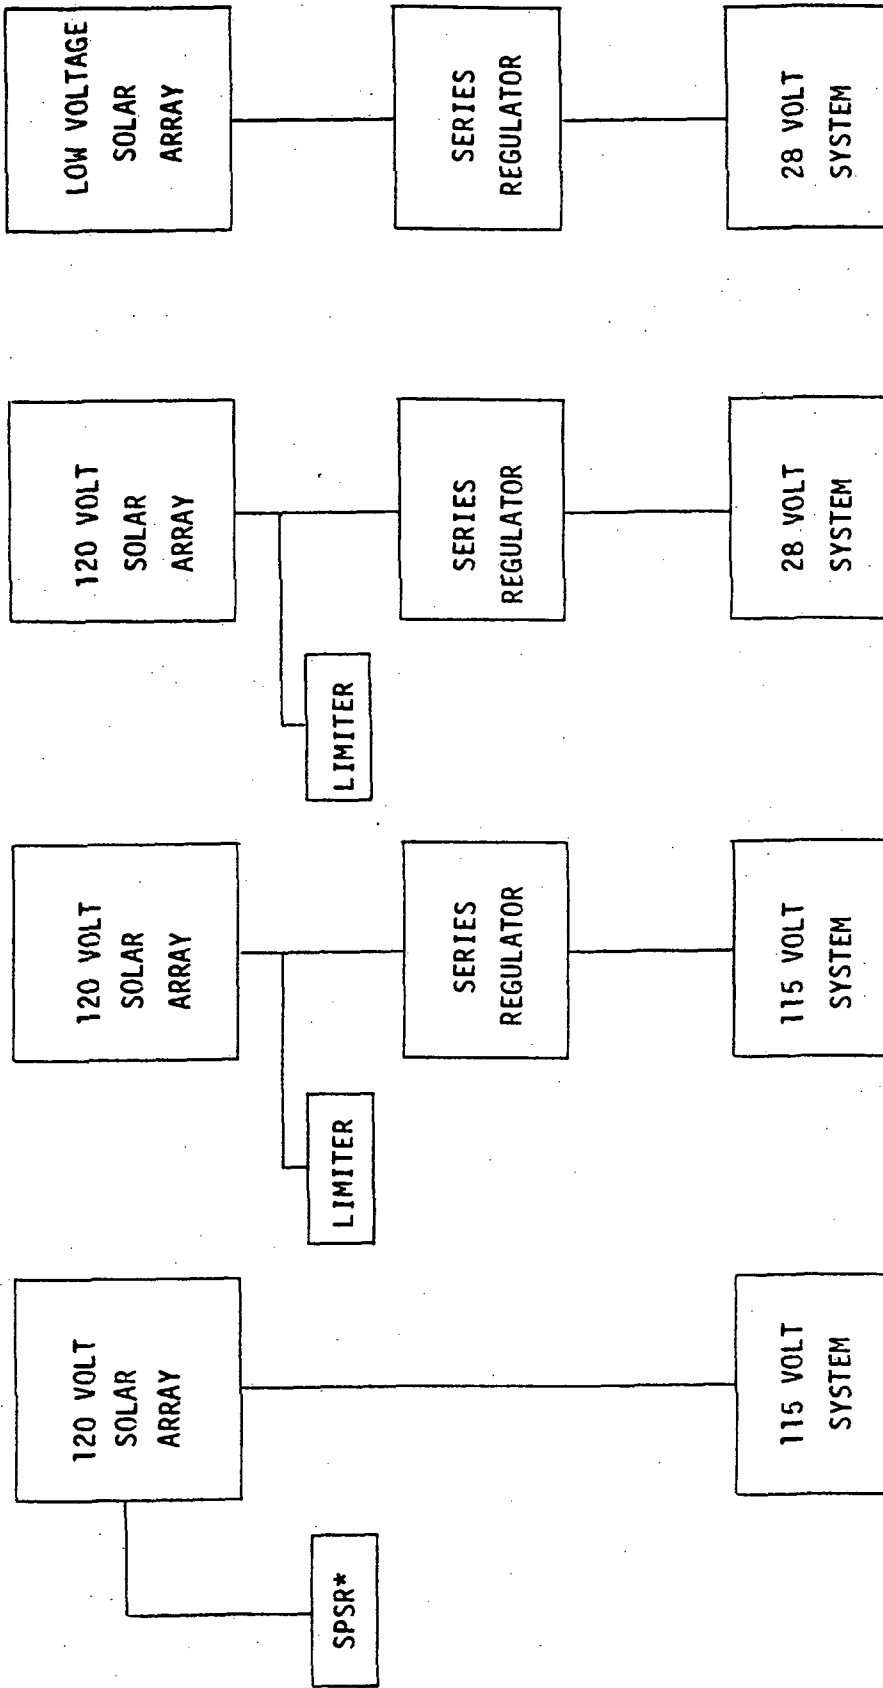 120 VOLT
SOLAR
ARRAY
120 VOLT
SOLAR
ARRAY
120 VOLT
SOLAR
ARRAY
LOW VOLTAGE
SOLAR
ARRAY
SPSR*
LIMITER
LIMITER
SERIES
REGULATOR
SERIES
REGULATOR
SERIES
REGULATOR
115 VOLT
SYSTEM
115 VOLT
SYSTEM
28 VOLT
SYSTEM
28 VOLT
SYSTEM